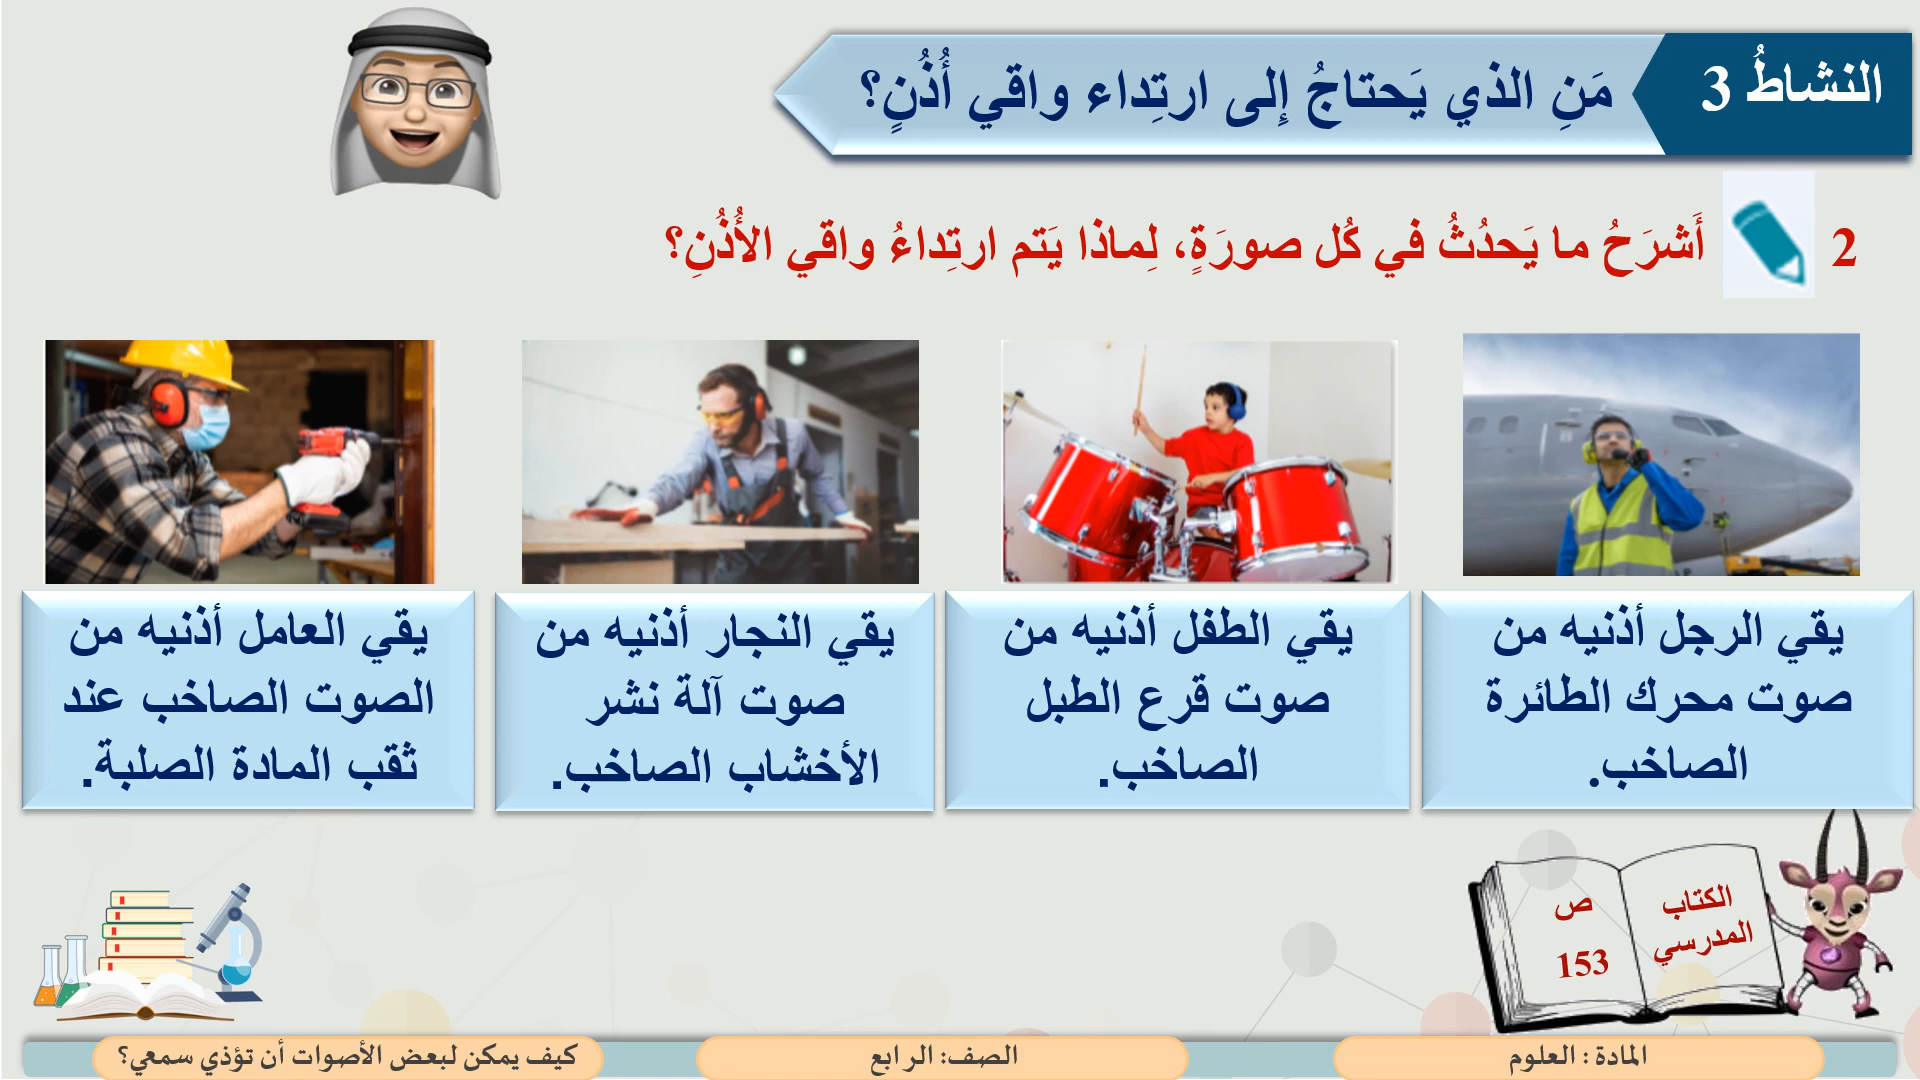 النشاطُ 3
مَنِ الذي يَحتاجُ إِلى ارتِداء واقي أُذُنٍ؟
2 أَشرَحُ ما يَحدُثُ في كُل صورَةٍ، لِماذا يَتم ارتِداءُ واقي الأُذُنِ؟
يقي الرجل أذنيه من
صوت محرك الطائرة
الصاخب.
يقي الطفل أذنيه من
صوت قرع الطبل
الصاخب.
يقي النجار أذنيه من
صوت آلة نشر
الأخشاب الصاخب.
يقي العامل أذنيه من
الصوت الصاخب عند
ثقب المادة الصلبة.
الكتاب
المدرسي
ص
153
المادة : العلوم
الصف: الرابع
كيف يمكن لبعض الأصوات أن تؤذي سمعي؟